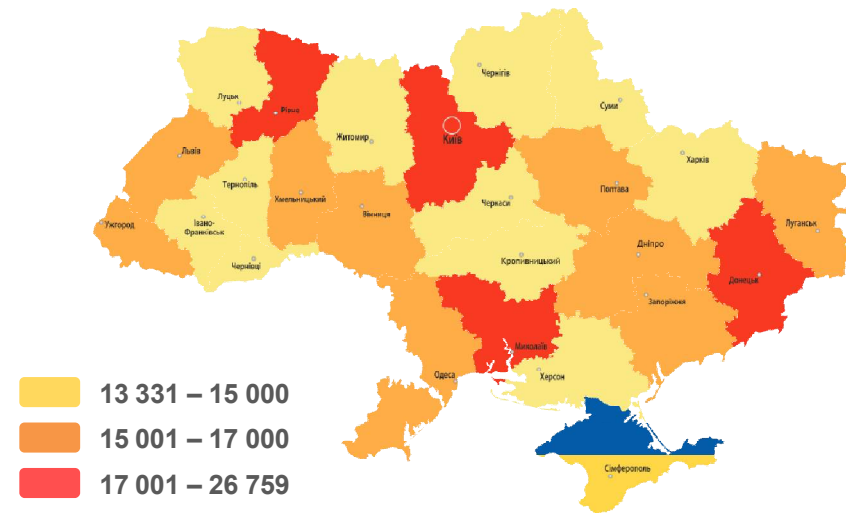 Чернігів
Луцьк
Рівне
Суми
Житомир
Київ
Львів
Харків
Тернопіль
Хмельницький
Полтава
Черкаси
Вінниця
Ужгород
Івано-
Франківськ
Луганськ
Дніпро
Кропивницький
Чернівці
Донецьк
Запоріжжя
Миколаїв
Одеса
Херсон
13 331 – 15 000
15 001 – 17 000
17 001 – 26 759
Сімферополь